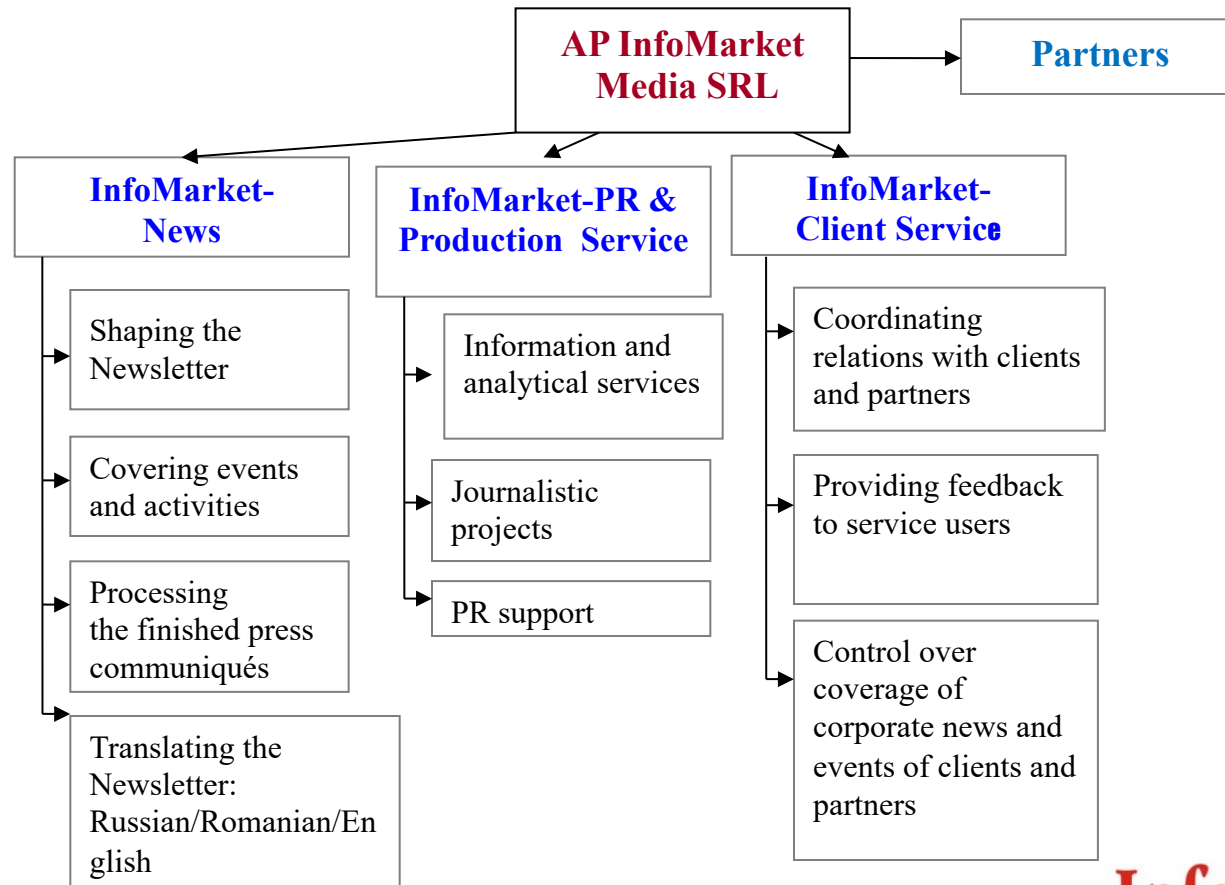 AP InfoMarket
Media SRL
Partners
InfoMarket-
News
Shaping the
Newsletter
Covering events
and activities
Processing
the finished press
communiqués
Translating the
Newsletter:
Russian/Romanian/En
glish
InfoMarket-PR &
Production  Service
Information and
analytical services
Journalistic
projects
PR support
InfoMarket-
Client Service
Coordinating
relations with clients
and partners
Providing feedback
to service users
Control over
coverage of
corporate news and
events of clients and
partners